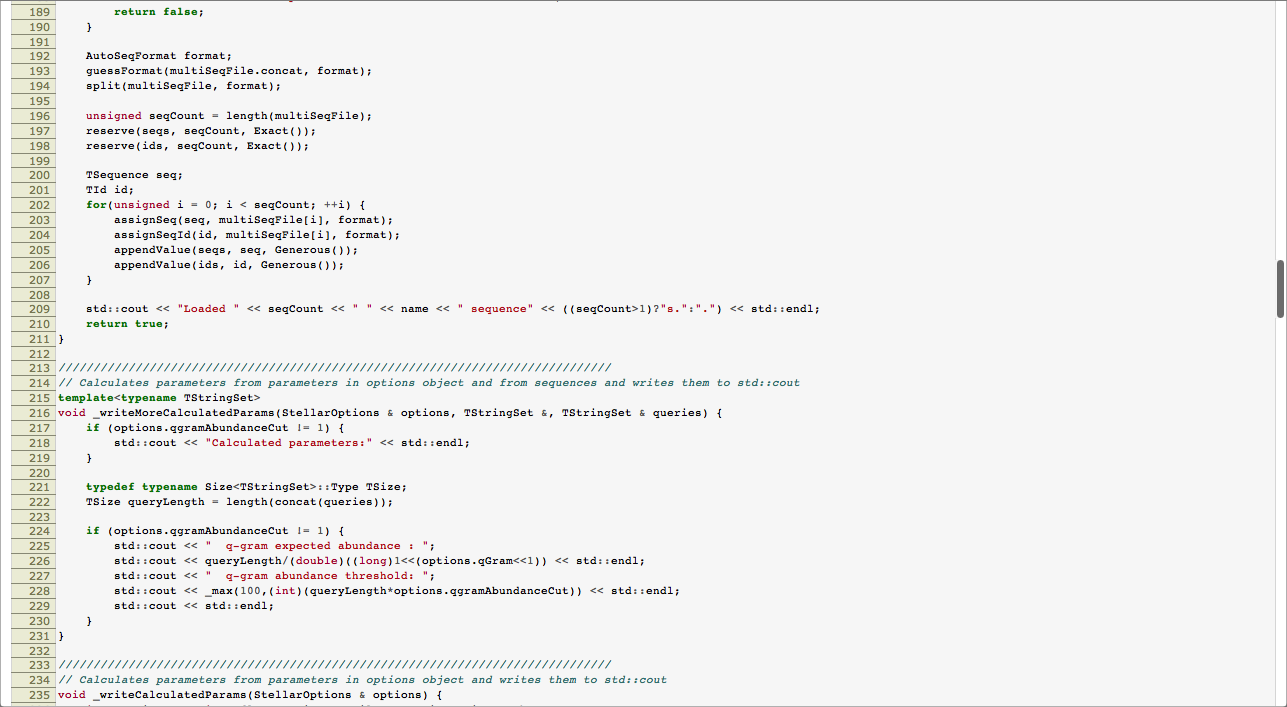 189         return false;
190     }
191
192     AutoSeqFormat format;
193     guessFormat(multiSeqFile.concat, format);
194     split(multiSeqFile, format);
195
196     unsigned seqCount = length(multiSeqFile);
197     reserve(seqs, seqCount, Exact());
198     reserve(ids, seqCount, Exact());
199
200     TSequence seq;
201     TId id;
202     for(unsigned i = 0; i < seqCount; ++i) {
203         assignSeq(seq, multiSeqFile[i], format);
204         assignSeqId(id, multiSeqFile[i], format);
205         appendValue(seqs, seq, Generous());
206         appendValue(ids, id, Generous());
207     }
208
209     std::cout << "Loaded " << seqCount << " " << name << " sequence" << ((seqCount>1)?"s.":".") << std::endl;
210     return true;
211 }
212
213 ///////////////////////////////////////////////////////////////////////////////
214 // Calculates parameters from parameters in options object and from sequences and writes them to std::cout
215 template<typename TStringSet>
216 void _writeMoreCalculatedParams(StellarOptions & options, TStringSet &, TStringSet & queries) {
217     if (options.qgramAbundanceCut != 1) {
218         std::cout << "Calculated parameters:" << std::endl;
219     }
220
221     typedef typename Size<TStringSet>::Type TSize;
222     TSize queryLength = length(concat(queries));
223
224     if (options.qgramAbundanceCut != 1) {
225         std::cout << "  q-gram expected abundance : ";
226         std::cout << queryLength/(double)((long)1<<(options.qGram<<1)) << std::endl;
227         std::cout << "  q-gram abundance threshold: ";
228         std::cout << _max(100,(int)(queryLength*options.qgramAbundanceCut)) << std::endl;
229         std::cout << std::endl;
230     }
231 }
232
233 ///////////////////////////////////////////////////////////////////////////////
234 // Calculates parameters from parameters in options object and writes them to std::cout
235 void _writeCalculatedParams(StellarOptions & options) {